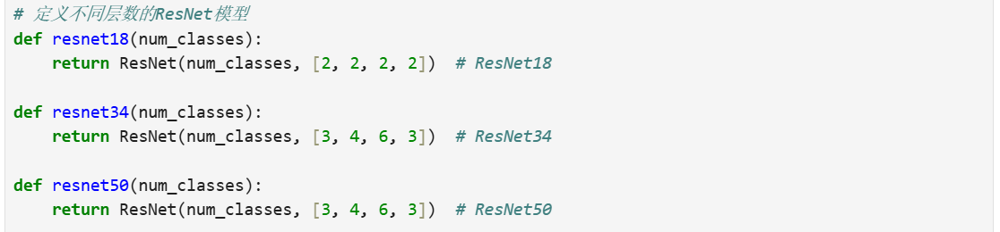 # 定义不同层数的ResNet模型
def resnet18(num_classes):
    return ResNet(num_classes, [2, 2, 2, 2])  # ResNet18
def resnet34(num_classes):
    return ResNet(num_classes, [3, 4, 6, 3])  # ResNet34
def resnet50(num_classes):
    return ResNet(num_classes, [3, 4, 6, 3])  # ResNet50